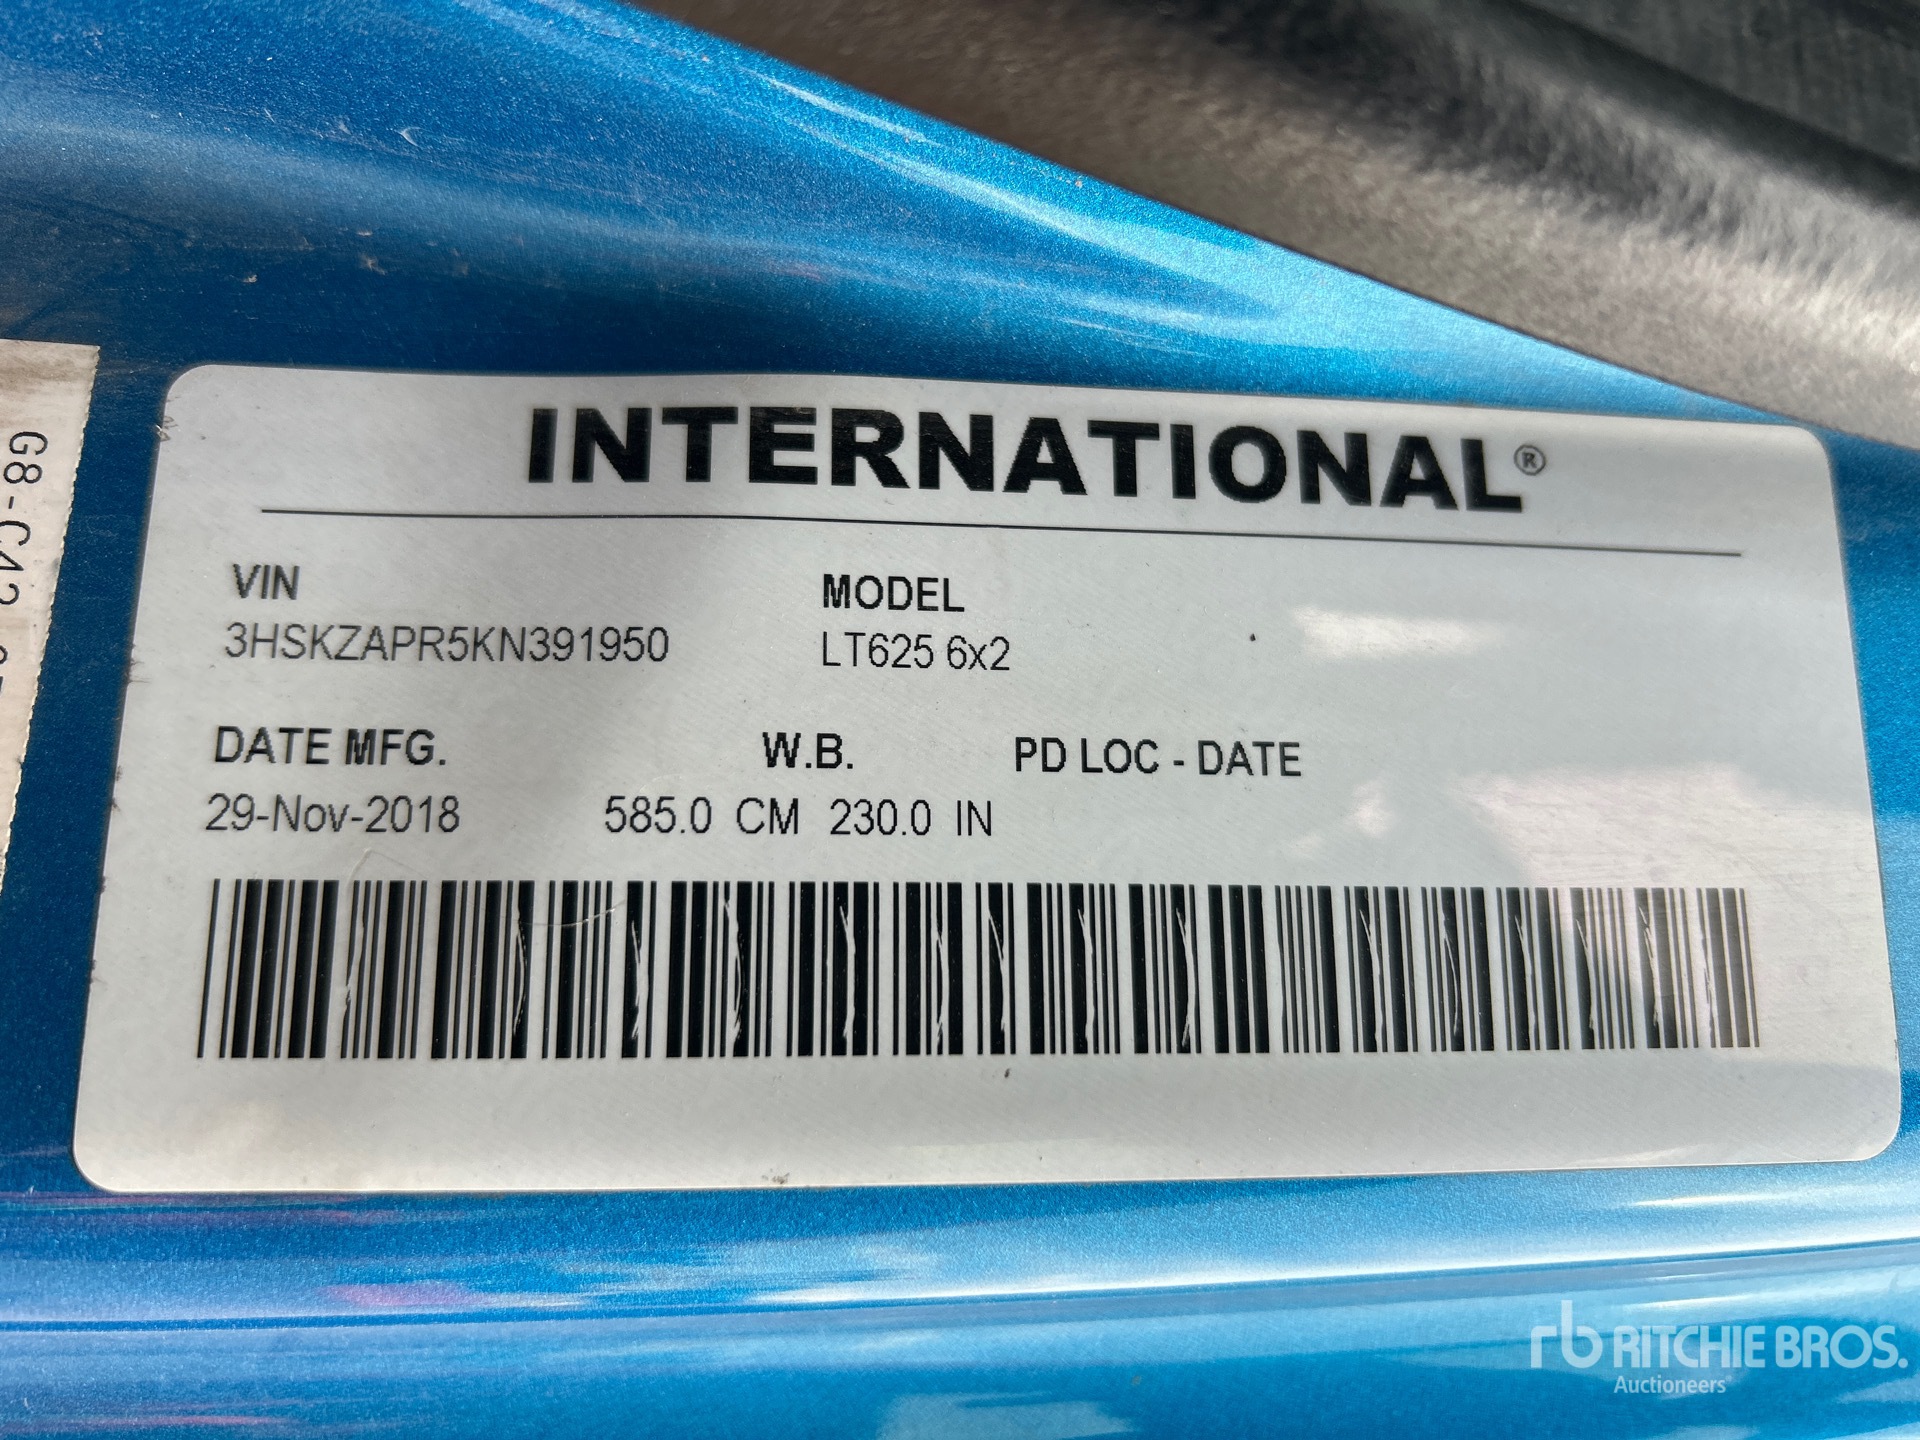 INTERNATIONAL®
VIN MODEL
3HSKZAPR5KN391950 LT625 6x2
DATE MFG. W.B. PD LOC - DATE
29-Nov-2018 585.0 CM 230.0 IN
rb RITCHIE BROS.
Auctioneers